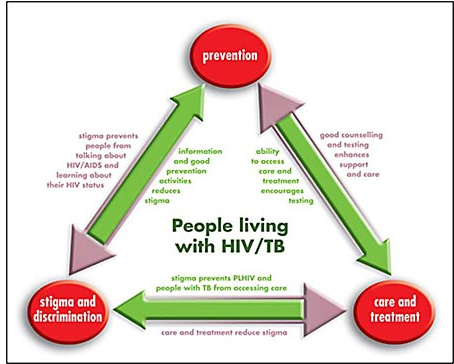 prevention
stigma prevents
people from
talking about
HIV/AIDS and
learning about
their HIV status
information
and good
prevention
activities
reduces
stigma
ability
to access
care and
treatment
encourages
testing
good counselling
and testing
enhances
support
and care
People living
with HIV/TB
stigma and
discrimination
stigma prevents PLHIV and
people with TB from accessing care
care and treatment reduce stigma
care and
treatment